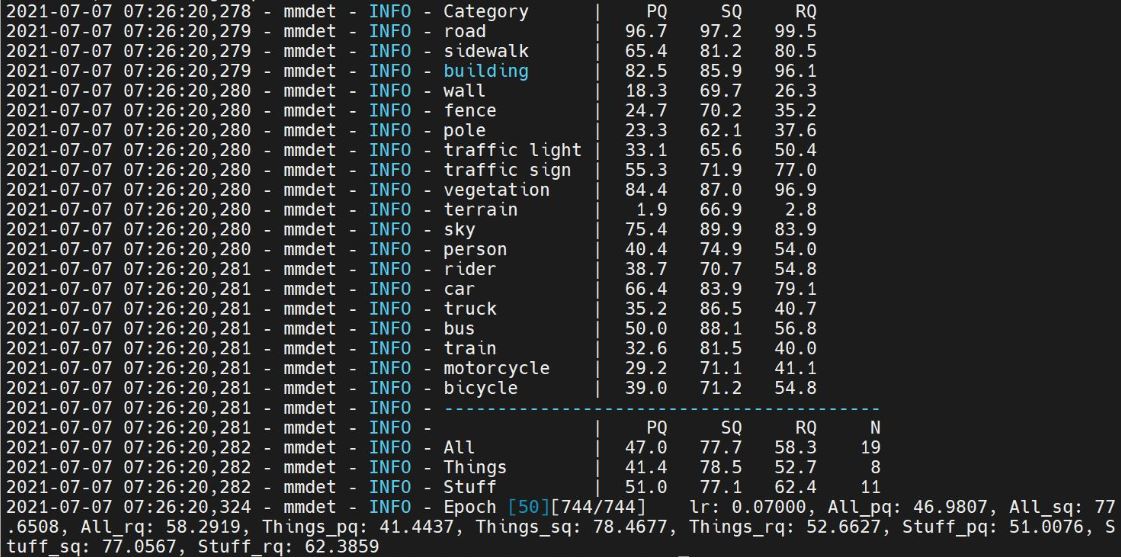 2021-07-07 07:26:20,278 - mmdet - INFO - Category | PQ SQ RQ
2021-07-07 07:26:20,279 - mmdet - INFO - road | 96.7 97.2 99.5
2021-07-07 07:26:20,279 - mmdet - INFO - sidewalk | 65.4 81.2 80.5
2021-07-07 07:26:20,279 - mmdet - INFO - building | 82.5 85.9 96.1
2021-07-07 07:26:20,280 - mmdet - INFO - wall | 18.3 69.7 26.3
2021-07-07 07:26:20,280 - mmdet - INFO - fence | 24.7 70.2 35.2
2021-07-07 07:26:20,280 - mmdet - INFO - pole | 23.3 62.1 37.6
2021-07-07 07:26:20,280 - mmdet - INFO - traffic light | 33.1 65.6 50.4
2021-07-07 07:26:20,280 - mmdet - INFO - traffic sign | 55.3 71.9 77.0
2021-07-07 07:26:20,280 - mmdet - INFO - vegetation | 84.4 87.0 96.9
2021-07-07 07:26:20,280 - mmdet - INFO - terrain | 1.9 66.9 2.8
2021-07-07 07:26:20,280 - mmdet - INFO - sky | 75.4 89.9 83.9
2021-07-07 07:26:20,280 - mmdet - INFO - person | 40.4 74.9 54.0
2021-07-07 07:26:20,281 - mmdet - INFO - rider | 38.7 70.7 54.8
2021-07-07 07:26:20,281 - mmdet - INFO - car | 66.4 83.9 79.1
2021-07-07 07:26:20,281 - mmdet - INFO - truck | 35.2 86.5 40.7
2021-07-07 07:26:20,281 - mmdet - INFO - bus | 50.0 88.1 56.8
2021-07-07 07:26:20,281 - mmdet - INFO - train | 32.6 81.5 40.0
2021-07-07 07:26:20,281 - mmdet - INFO - motorcycle | 29.2 71.1 41.1
2021-07-07 07:26:20,281 - mmdet - INFO - bicycle | 39.0 71.2 54.8
2021-07-07 07:26:20,281 - mmdet - INFO - -----------------------------------------
2021-07-07 07:26:20,281 - mmdet - INFO - | PQ SQ RQ N
2021-07-07 07:26:20,282 - mmdet - INFO - All | 47.0 77.7 58.3 19
2021-07-07 07:26:20,282 - mmdet - INFO - Things | 41.4 78.5 52.7 8
2021-07-07 07:26:20,282 - mmdet - INFO - Stuff | 51.0 77.1 62.4 11
2021-07-07 07:26:20,324 - mmdet - INFO - Epoch [50][744/744] lr: 0.07000, All_pq: 46.9807, All_sq: 77
.6508, All_rq: 58.2919, Things_pq: 41.4437, Things_sq: 78.4677, Things_rq: 52.6627, Stuff_pq: 51.0076, S
tuff_sq: 77.0567, Stuff_rq: 62.3859